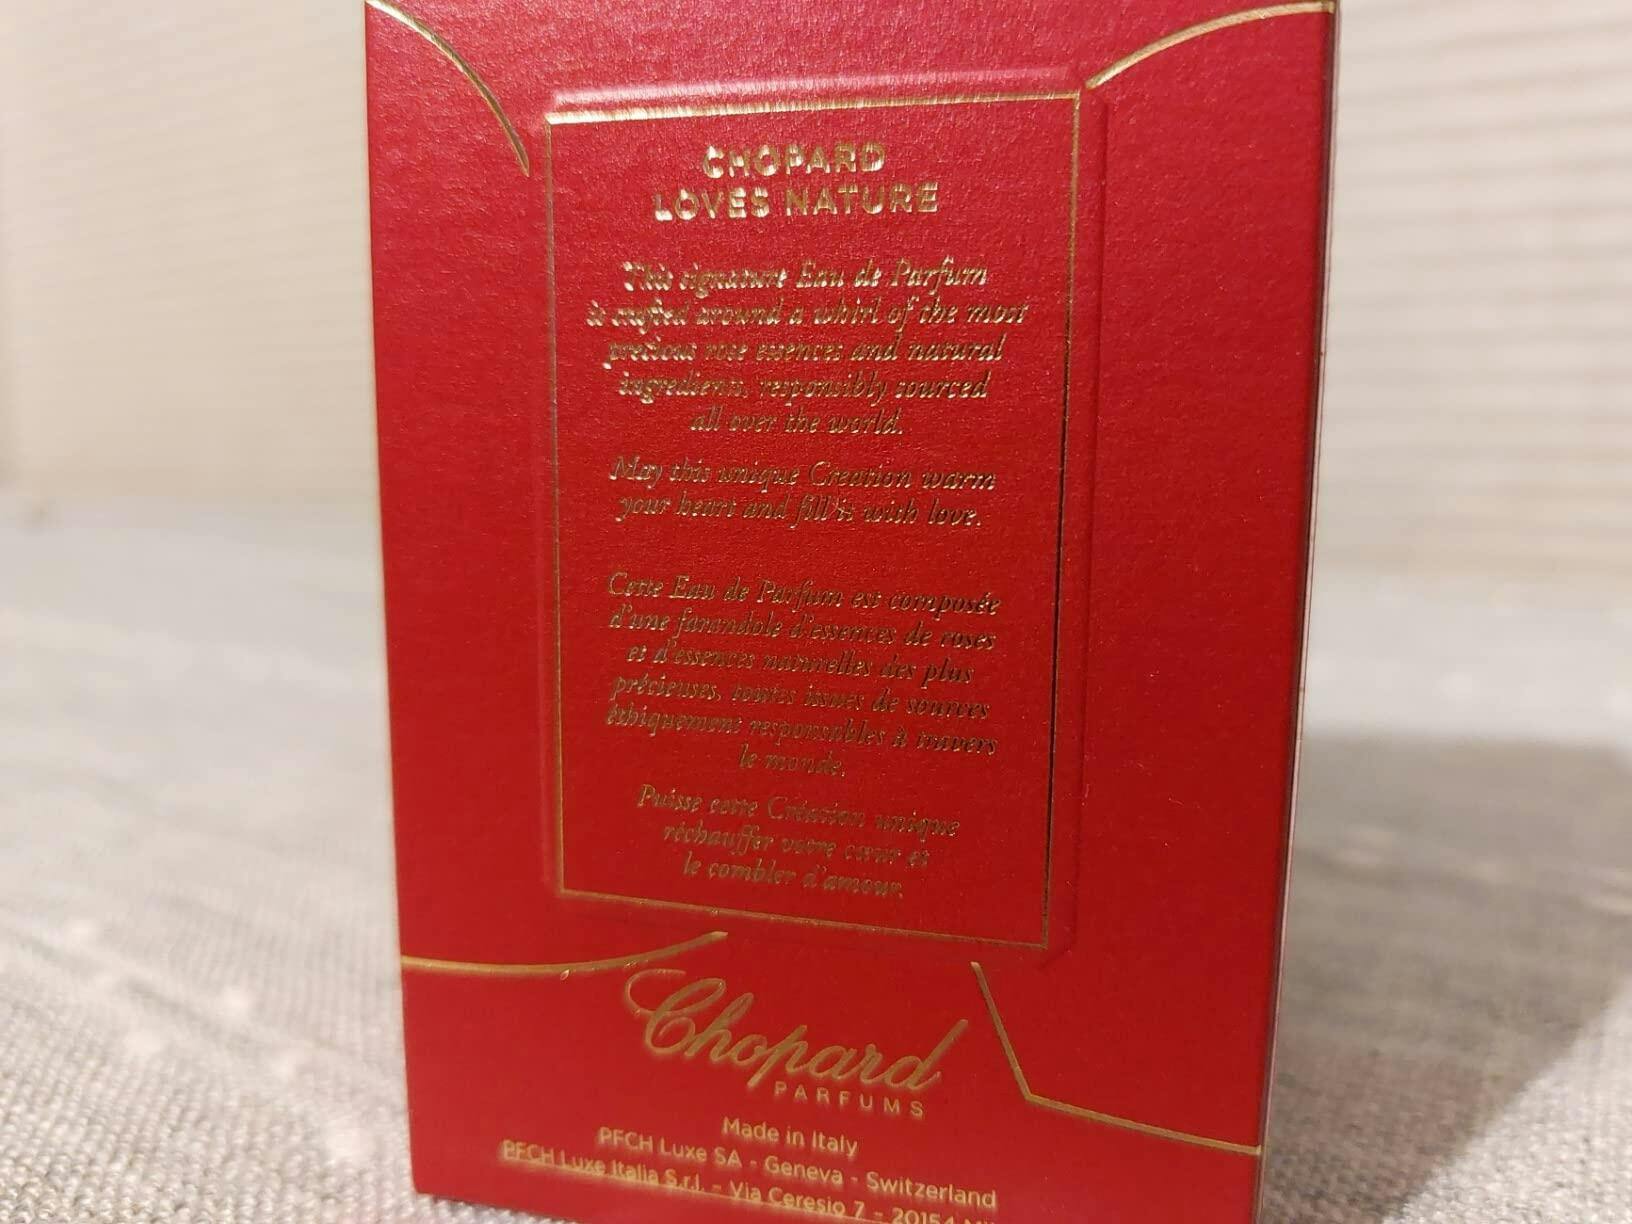 CHOPARD
LOVES NATURE
This signature Eau de Parfum
is crafted around a whirl of the most
precious rose essences and natural
ingredients, responsibly sourced
all over the world.
May this unique Creation warm
your heart and fill it with love.
Cette Eau de Parfum est composée
d'une farandole d'essences de roses
et d'essences naturelles des plus
précieuses, toutes issues de sources
éthiquement responsables à travers
le monde.
Puisse cette Création unique
réchauffer votre cœur et
le combler d'amour.
Chopard
PARFUMS
Made in Italy
PFCH Luxe SA - Geneva - Switzerland
PFCH Luxe Italia S.r.l. - Via Ceresio 7 - 20154